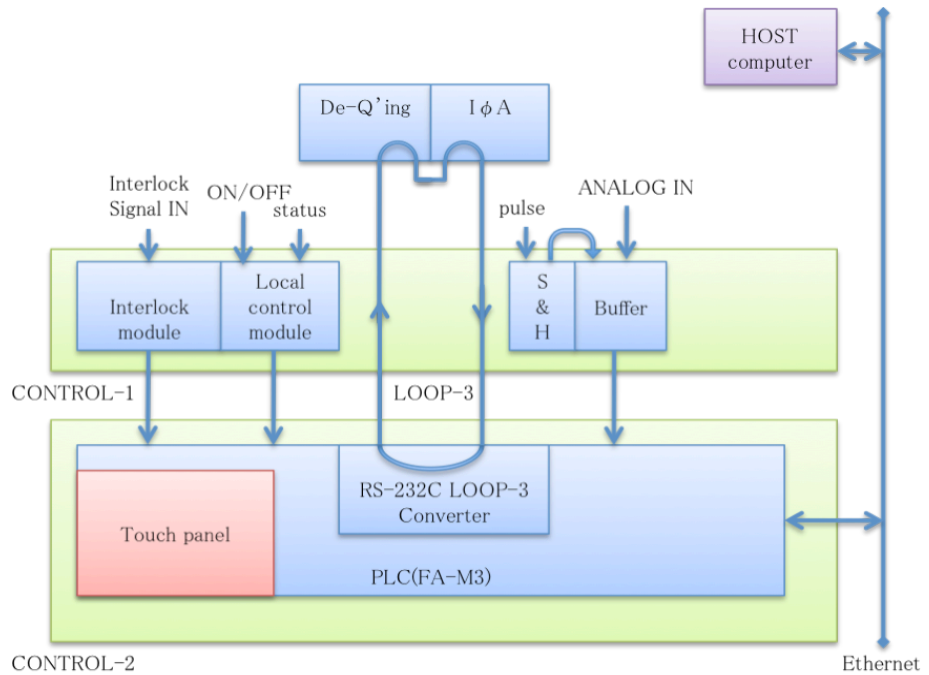 HOST
computer
De-Q'ing
IφA
Interlock
Signal IN
ON/OFF
status
pulse
ANALOG IN
Interlock
module
Local
control
module
S
&
H
Buffer
CONTROL-1
LOOP-3
RS-232C LOOP-3
Converter
Touch panel
PLC(FA-M3)
CONTROL-2
Ethernet